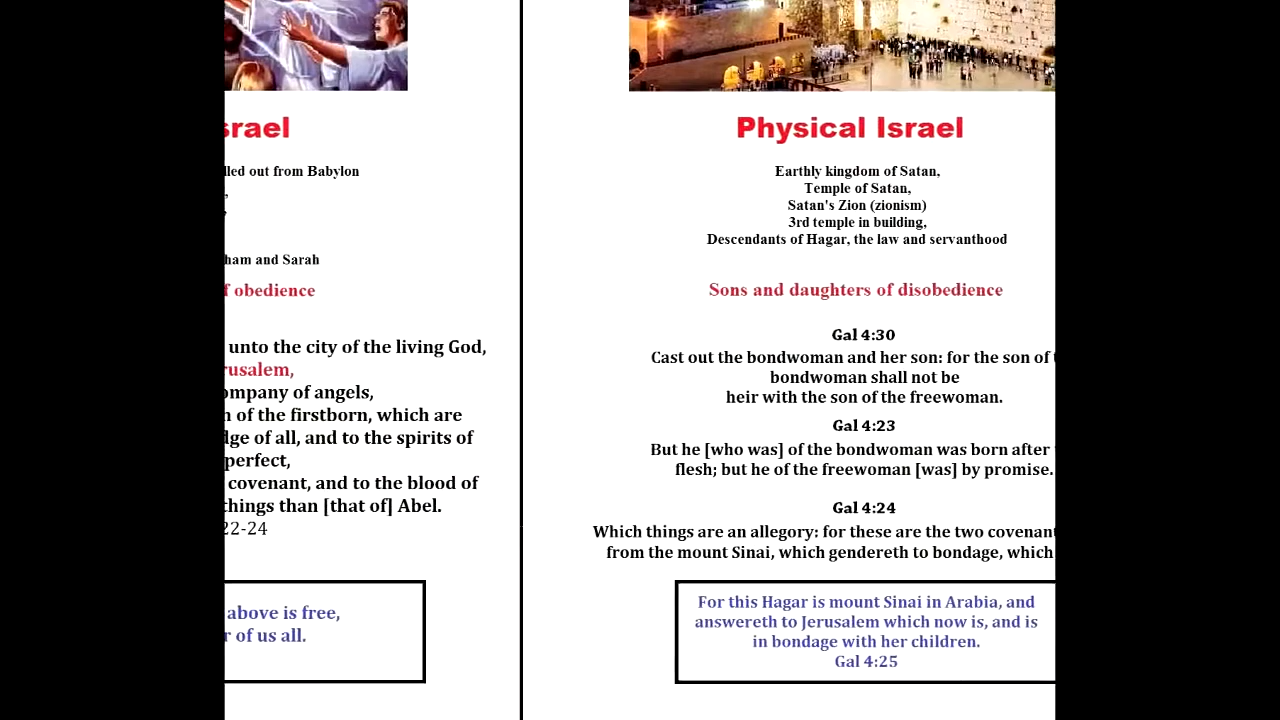 srael
lled out from Babylon
,
,
ham and Sarah
f obedience
unto the city of the living God,
rusalem,
ompany of angels,
n of the firstborn, which are
dge of all, and to the spirits of
perfect,
covenant, and to the blood of
things than [that of] Abel.
22-24
above is free,
r of us all.
Physical Israel
Earthly kingdom of Satan,
Temple of Satan,
Satan's Zion (zionism)
3rd temple in building,
Descendants of Hagar, the law and servanthood
Sons and daughters of disobedience
Gal 4:30
Cast out the bondwoman and her son: for the son of t
bondwoman shall not be
heir with the son of the freewoman.
Gal 4:23
But he [who was] of the bondwoman was born after
flesh; but he of the freewoman [was] by promise.
Gal 4:24
Which things are an allegory: for these are the two covenant
from the mount Sinai, which gendereth to bondage, which
For this Hagar is mount Sinai in Arabia, and
answereth to Jerusalem which now is, and is
in bondage with her children.
Gal 4:25